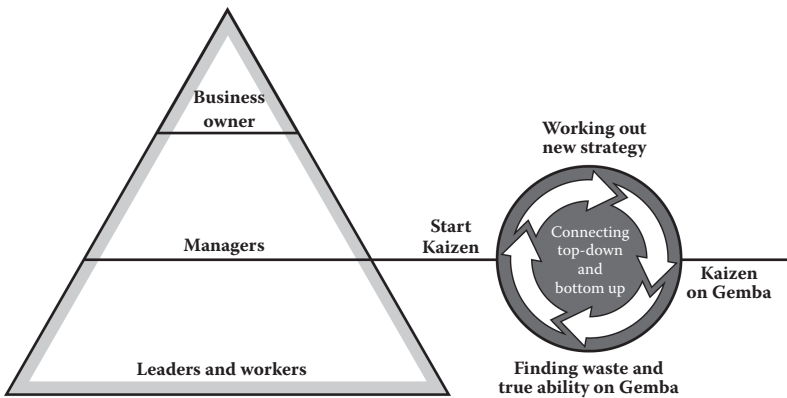 Business
owner
Managers
Leaders and workers
Start
Kaizen
Working out
new strategy
Connecting
top-down
and
bottom up
Finding waste and
true ability on Gemba
Kaizen
on Gemba